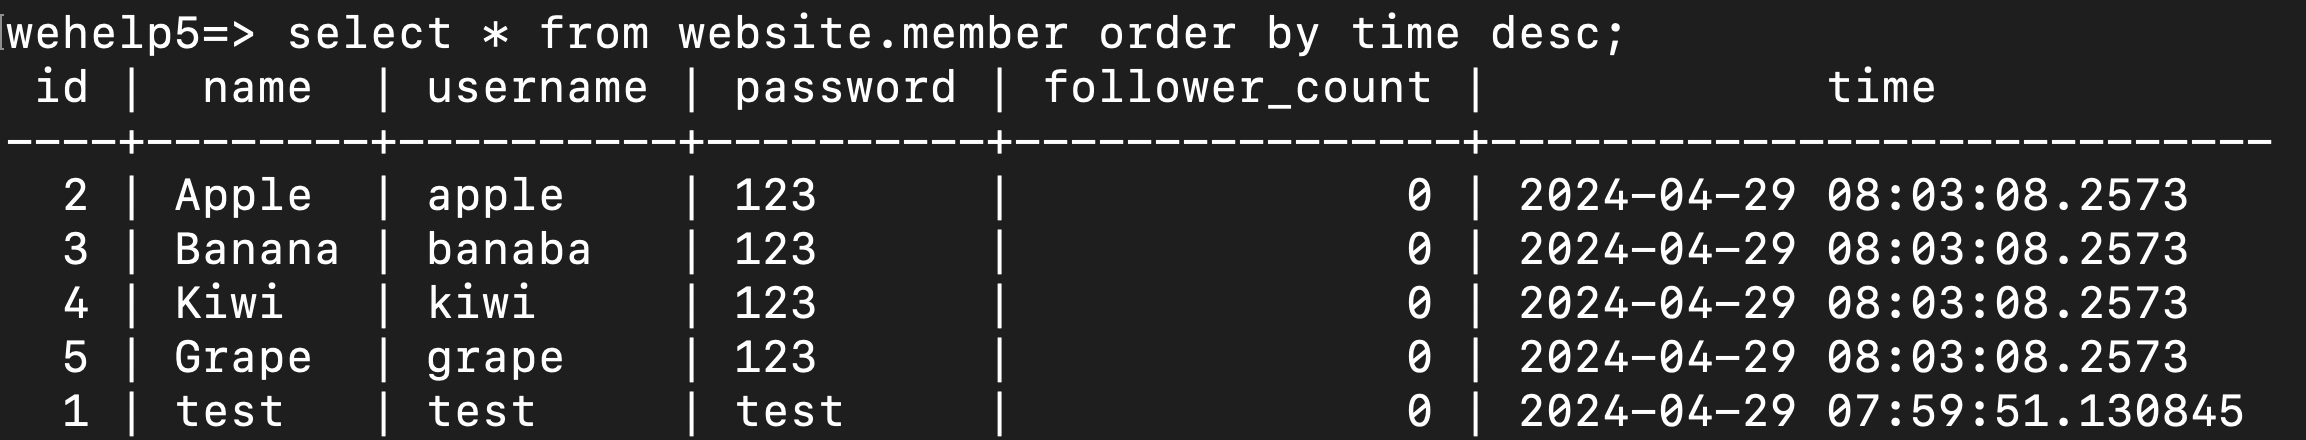 wehelp5=> select * from website.member order by time desc;
 id |  name  | username | password | follower_count |            time
----+--------+----------+----------+----------------+----------------------------
  2 | Apple  | apple    | 123      |              0 | 2024-04-29 08:03:08.2573
  3 | Banana | banaba   | 123      |              0 | 2024-04-29 08:03:08.2573
  4 | Kiwi   | kiwi     | 123      |              0 | 2024-04-29 08:03:08.2573
  5 | Grape  | grape    | 123      |              0 | 2024-04-29 08:03:08.2573
  1 | test   | test     | test     |              0 | 2024-04-29 07:59:51.130845